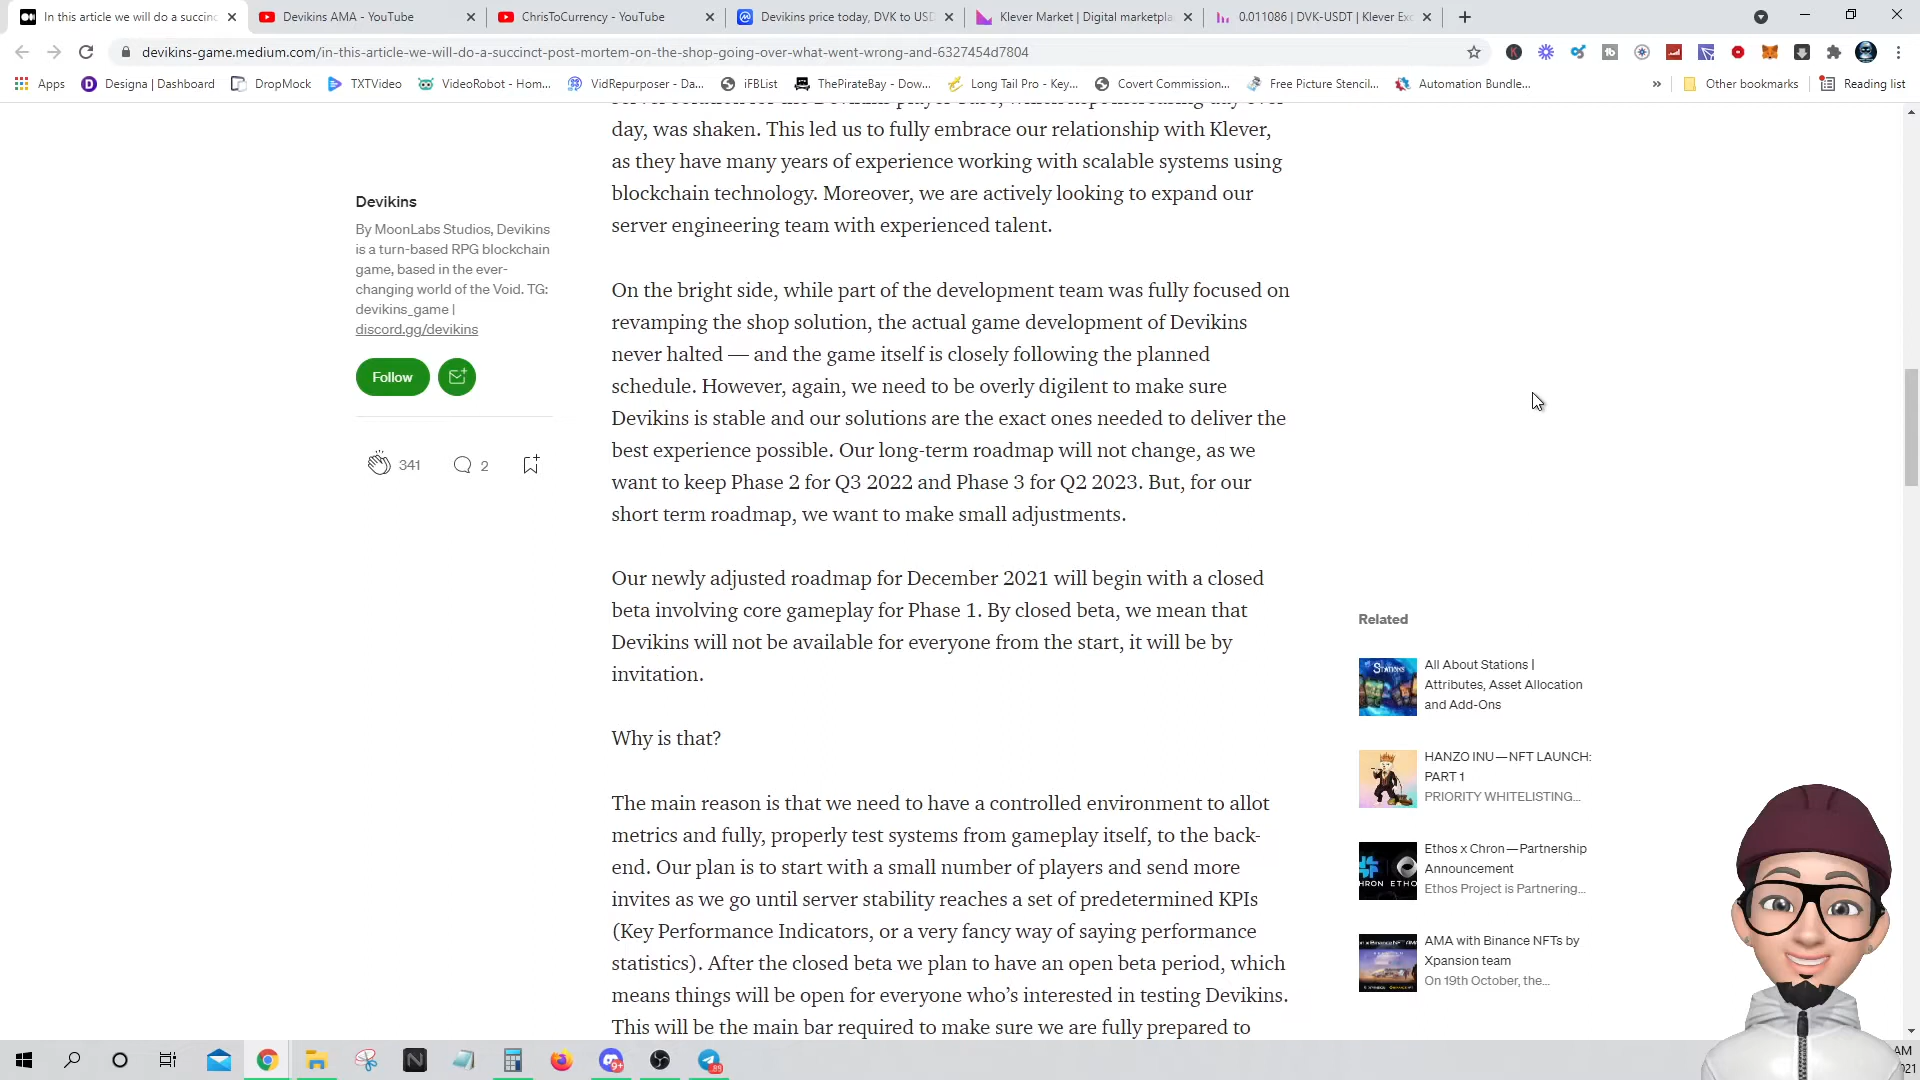 In this article we will do a succinc
Devikins AMA - YouTube
ChrisToCurrency - YouTube
Devikins price today, DVK to USD
Klever Market | Digital marketpla
0.011086 | DVK-USDT | Klever Exc
devikins-game.medium.com/in-this-article-we-will-do-a-succinct-post-mortem-on-the-shop-going-over-what-went-wrong-and-6327454d7804
Apps
Designa | Dashboard
DropMock
TXTVideo
VideoRobot - Hom...
VidRepurposer - Da...
iFBList
ThePirateBay - Dow...
Long Tail Pro - Key...
Covert Commission...
Free Picture Stencil...
Automation Bundle...
»
Other bookmarks
Reading list
day, was shaken. This led us to fully embrace our relationship with Klever,
as they have many years of experience working with scalable systems using
blockchain technology. Moreover, we are actively looking to expand our
server engineering team with experienced talent.
Devikins
By MoonLabs Studios, Devikins
is a turn-based RPG blockchain
game, based in the ever-
changing world of the Void. TG:
devikins_game |
discord.gg/devikins
Follow
341
2
On the bright side, while part of the development team was fully focused on
revamping the shop solution, the actual game development of Devikins
never halted — and the game itself is closely following the planned
schedule. However, again, we need to be overly digilent to make sure
Devikins is stable and our solutions are the exact ones needed to deliver the
best experience possible. Our long-term roadmap will not change, as we
want to keep Phase 2 for Q3 2022 and Phase 3 for Q2 2023. But, for our
short term roadmap, we want to make small adjustments.
Our newly adjusted roadmap for December 2021 will begin with a closed
beta involving core gameplay for Phase 1. By closed beta, we mean that
Devikins will not be available for everyone from the start, it will be by
invitation.
Why is that?
The main reason is that we need to have a controlled environment to allot
metrics and fully, properly test systems from gameplay itself, to the back-
end. Our plan is to start with a small number of players and send more
invites as we go until server stability reaches a set of predetermined KPIs
(Key Performance Indicators, or a very fancy way of saying performance
statistics). After the closed beta we plan to have an open beta period, which
means things will be open for everyone who's interested in testing Devikins.
This will be the main bar required to make sure we are fully prepared to
Related
STATIONS
All About Stations |
Attributes, Asset Allocation
and Add-Ons
HANZO INU — NFT LAUNCH:
PART 1
PRIORITY WHITELISTING...
HRON ETHO
Ethos x Chron — Partnership
Announcement
Ethos Project is Partnering...
AMA with Binance NFTs by
Xpansion team
On 19th October, the...
AM
021